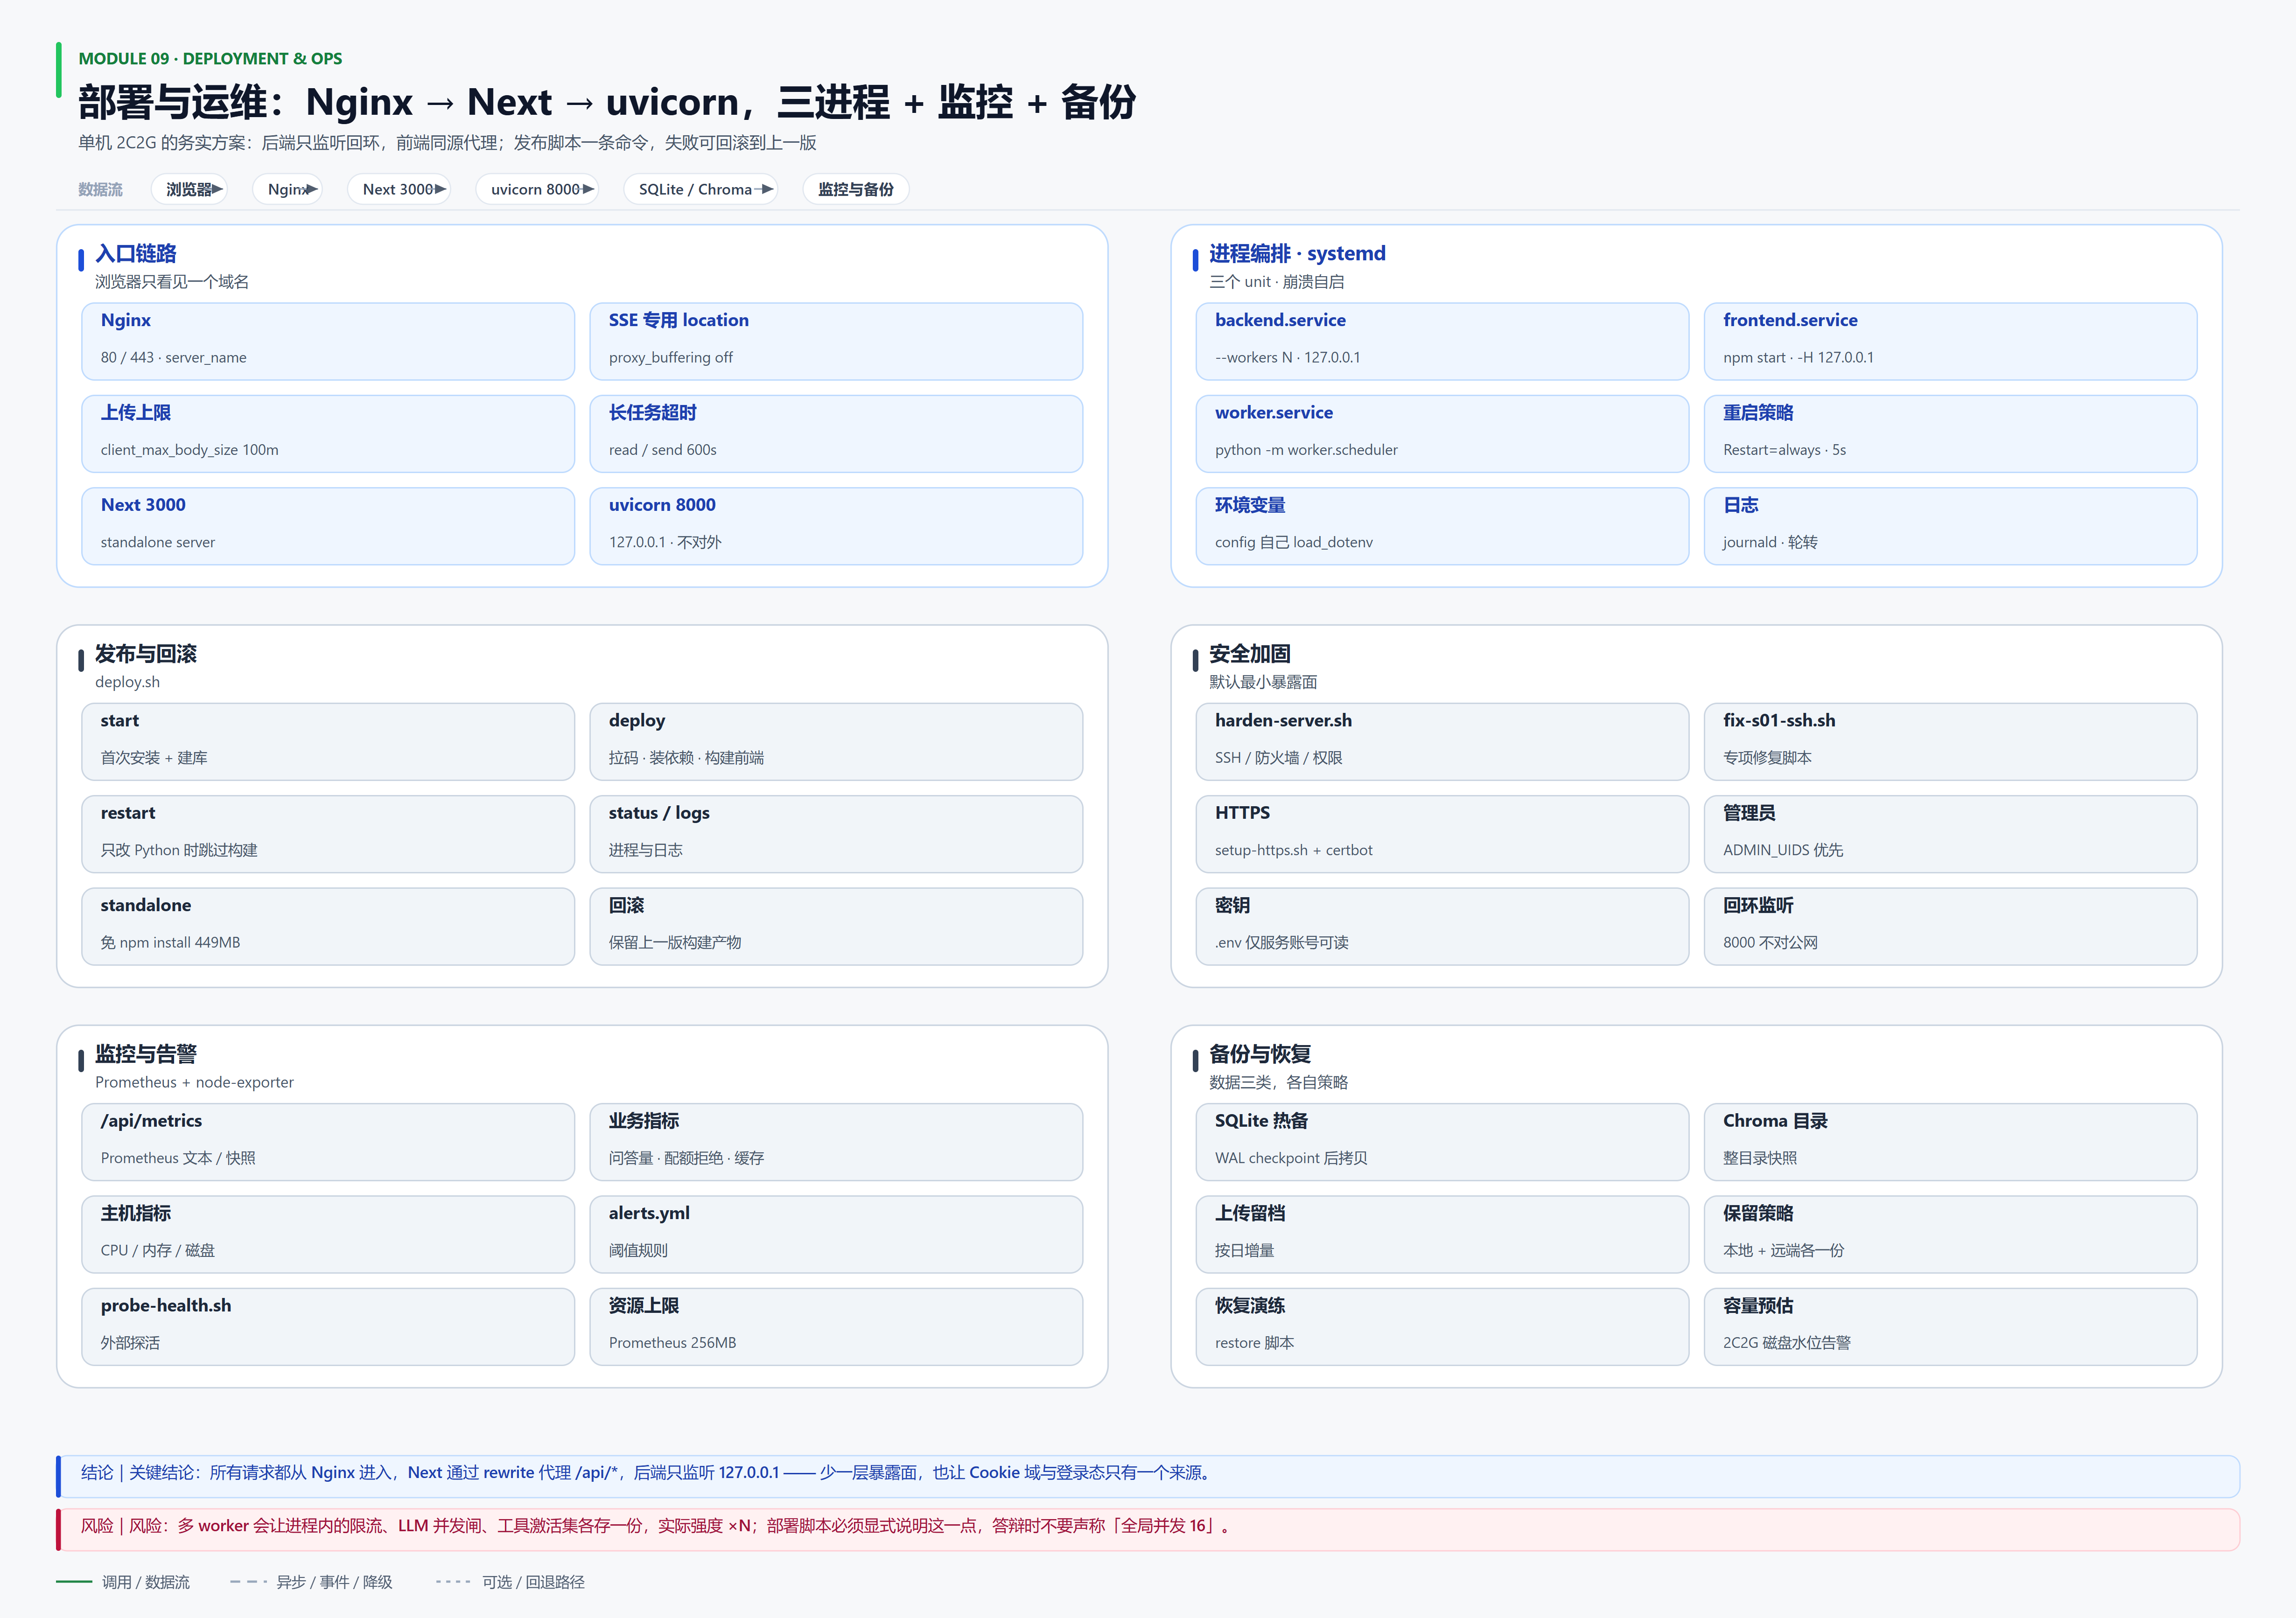 MODULE 09 · DEPLOYMENT & OPS
部署与运维：Nginx → Next → uvicorn，三进程 + 监控 + 备份
单机 2C2G 的务实方案：后端只监听回环，前端同源代理；发布脚本一条命令，失败可回滚到上一版
数据流 浏览器 Nginx Next 3000 uvicorn 8000 SQLite / Chroma 监控与备份
入口链路
浏览器只看见一个域名
Nginx
80 / 443 · server_name
SSE 专用 location
proxy_buffering off
上传上限
client_max_body_size 100m
长任务超时
read / send 600s
Next 3000
standalone server
uvicorn 8000
127.0.0.1 · 不对外
进程编排 · systemd
三个 unit · 崩溃自启
backend.service
--workers N · 127.0.0.1
frontend.service
npm start · -H 127.0.0.1
worker.service
python -m worker.scheduler
重启策略
Restart=always · 5s
环境变量
config 自己 load_dotenv
日志
journald · 轮转
发布与回滚
deploy.sh
start
首次安装 + 建库
deploy
拉码 · 装依赖 · 构建前端
restart
只改 Python 时跳过构建
status / logs
进程与日志
standalone
免 npm install 449MB
回滚
保留上一版构建产物
安全加固
默认最小暴露面
harden-server.sh
SSH / 防火墙 / 权限
fix-s01-ssh.sh
专项修复脚本
HTTPS
setup-https.sh + certbot
管理员
ADMIN_UIDS 优先
密钥
.env 仅服务账号可读
回环监听
8000 不对公网
监控与告警
Prometheus + node-exporter
/api/metrics
Prometheus 文本 / 快照
业务指标
问答量 · 配额拒绝 · 缓存
主机指标
CPU / 内存 / 磁盘
alerts.yml
阈值规则
probe-health.sh
外部探活
资源上限
Prometheus 256MB
备份与恢复
数据三类，各自策略
SQLite 热备
WAL checkpoint 后拷贝
Chroma 目录
整目录快照
上传留档
按日增量
保留策略
本地 + 远端各一份
恢复演练
restore 脚本
容量预估
2C2G 磁盘水位告警
结论｜关键结论：所有请求都从 Nginx 进入，Next 通过 rewrite 代理 /api/*，后端只监听 127.0.0.1 —— 少一层暴露面，也让 Cookie 域与登录态只有一个来源。
风险｜风险：多 worker 会让进程内的限流、LLM 并发闸、工具激活集各存一份，实际强度 ×N；部署脚本必须显式说明这一点，答辩时不要声称「全局并发 16」。
调用 / 数据流 异步 / 事件 / 降级 可选 / 回退路径